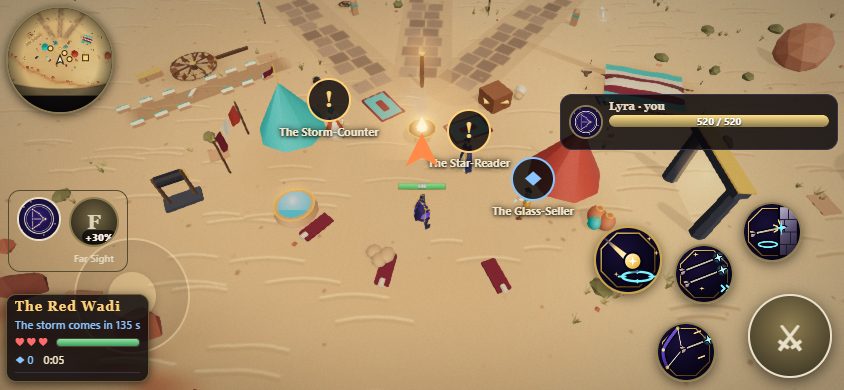 The Storm-Counter
The Star-Reader
The Glass-Seller
Lyra - you
520 / 520
F
+30%
Far Sight
The Red Wadi
The storm comes in 135 s
0
0:05